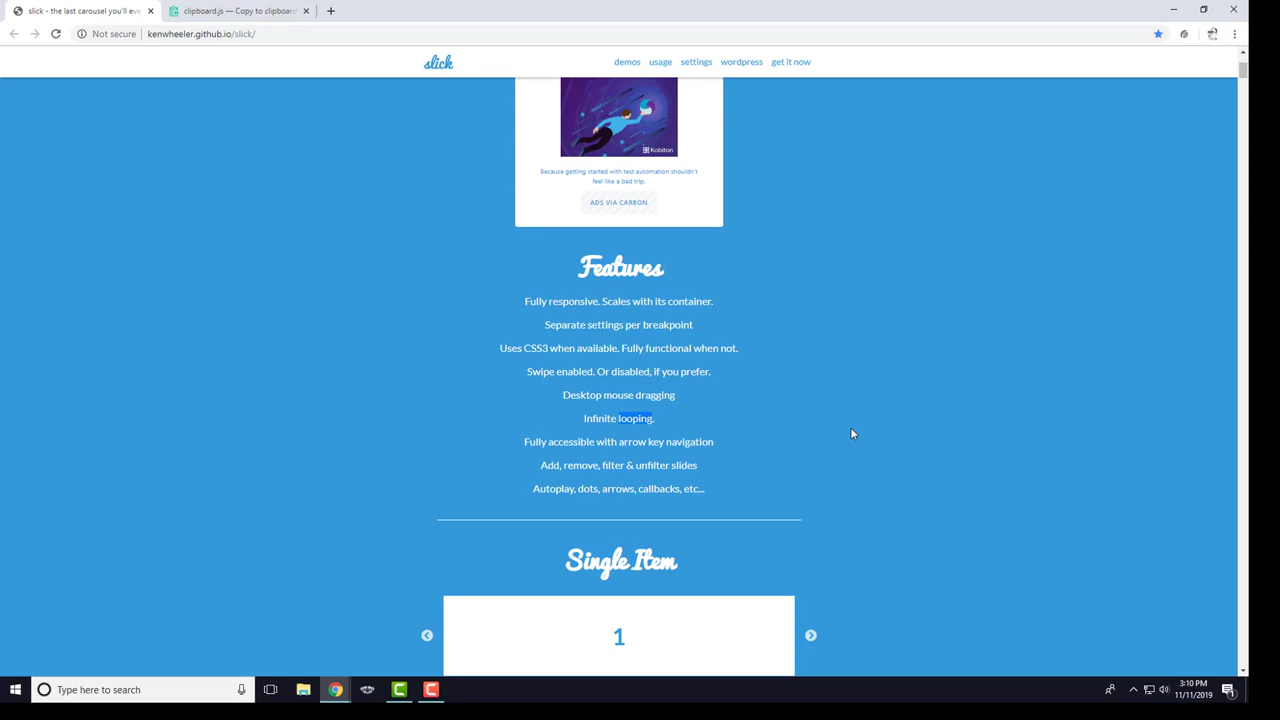 slick - the last carousel you'll eve
clipboard.js — Copy to clipboard
Not secure
kenwheeler.github.io/slick/
slick
demos
usage
settings
wordpress
get it now
Kobiton
Because getting started with test automation shouldn't
feel like a bad trip.
ADS VIA CARBON
Features
Fully responsive. Scales with its container.
Separate settings per breakpoint
Uses CSS3 when available. Fully functional when not.
Swipe enabled. Or disabled, if you prefer.
Desktop mouse dragging
Infinite looping.
Fully accessible with arrow key navigation
Add, remove, filter & unfilter slides
Autoplay, dots, arrows, callbacks, etc...
Single Item
1
Type here to search
3:10 PM
11/11/2019